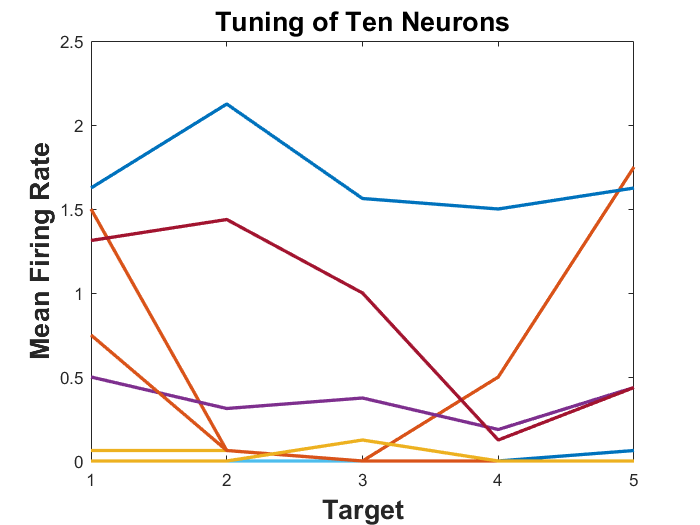 Tuning of Ten Neurons
2.5
2
1.5
1
0.5
0
Mean Firing Rate
1 2 3 4 5
Target